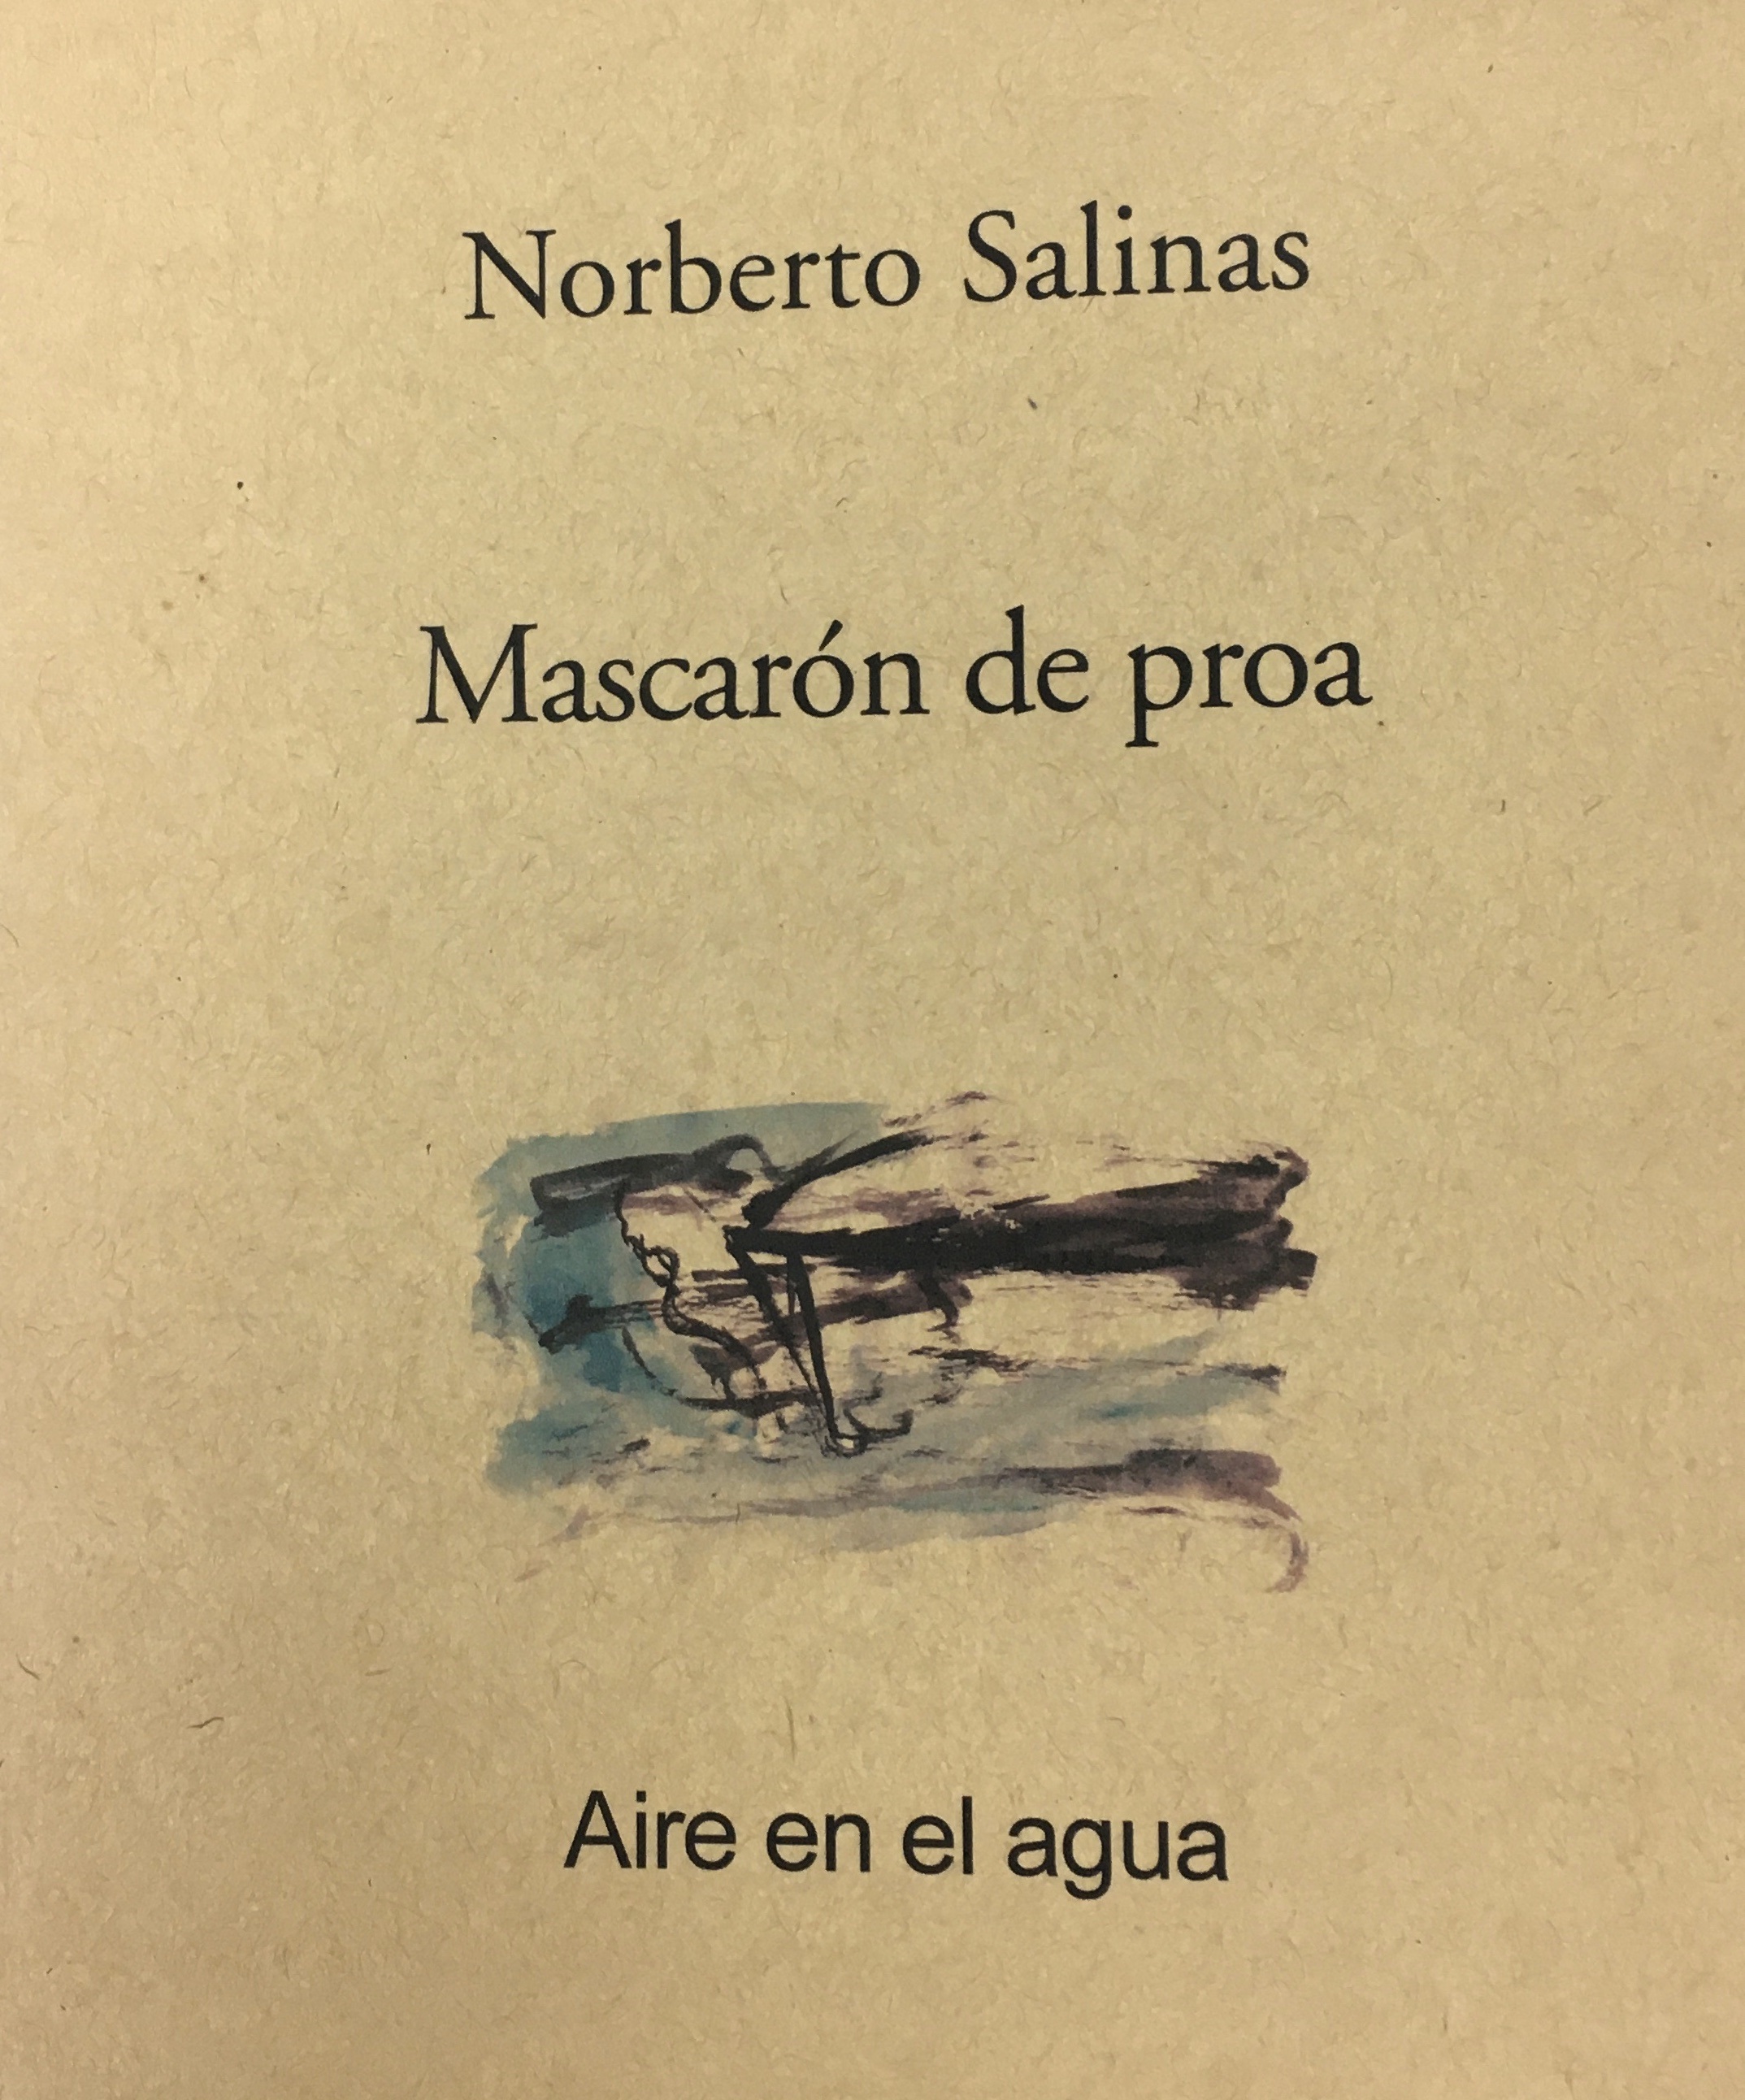 Norberto Salinas
Mascarón de proa
Aire en el agua